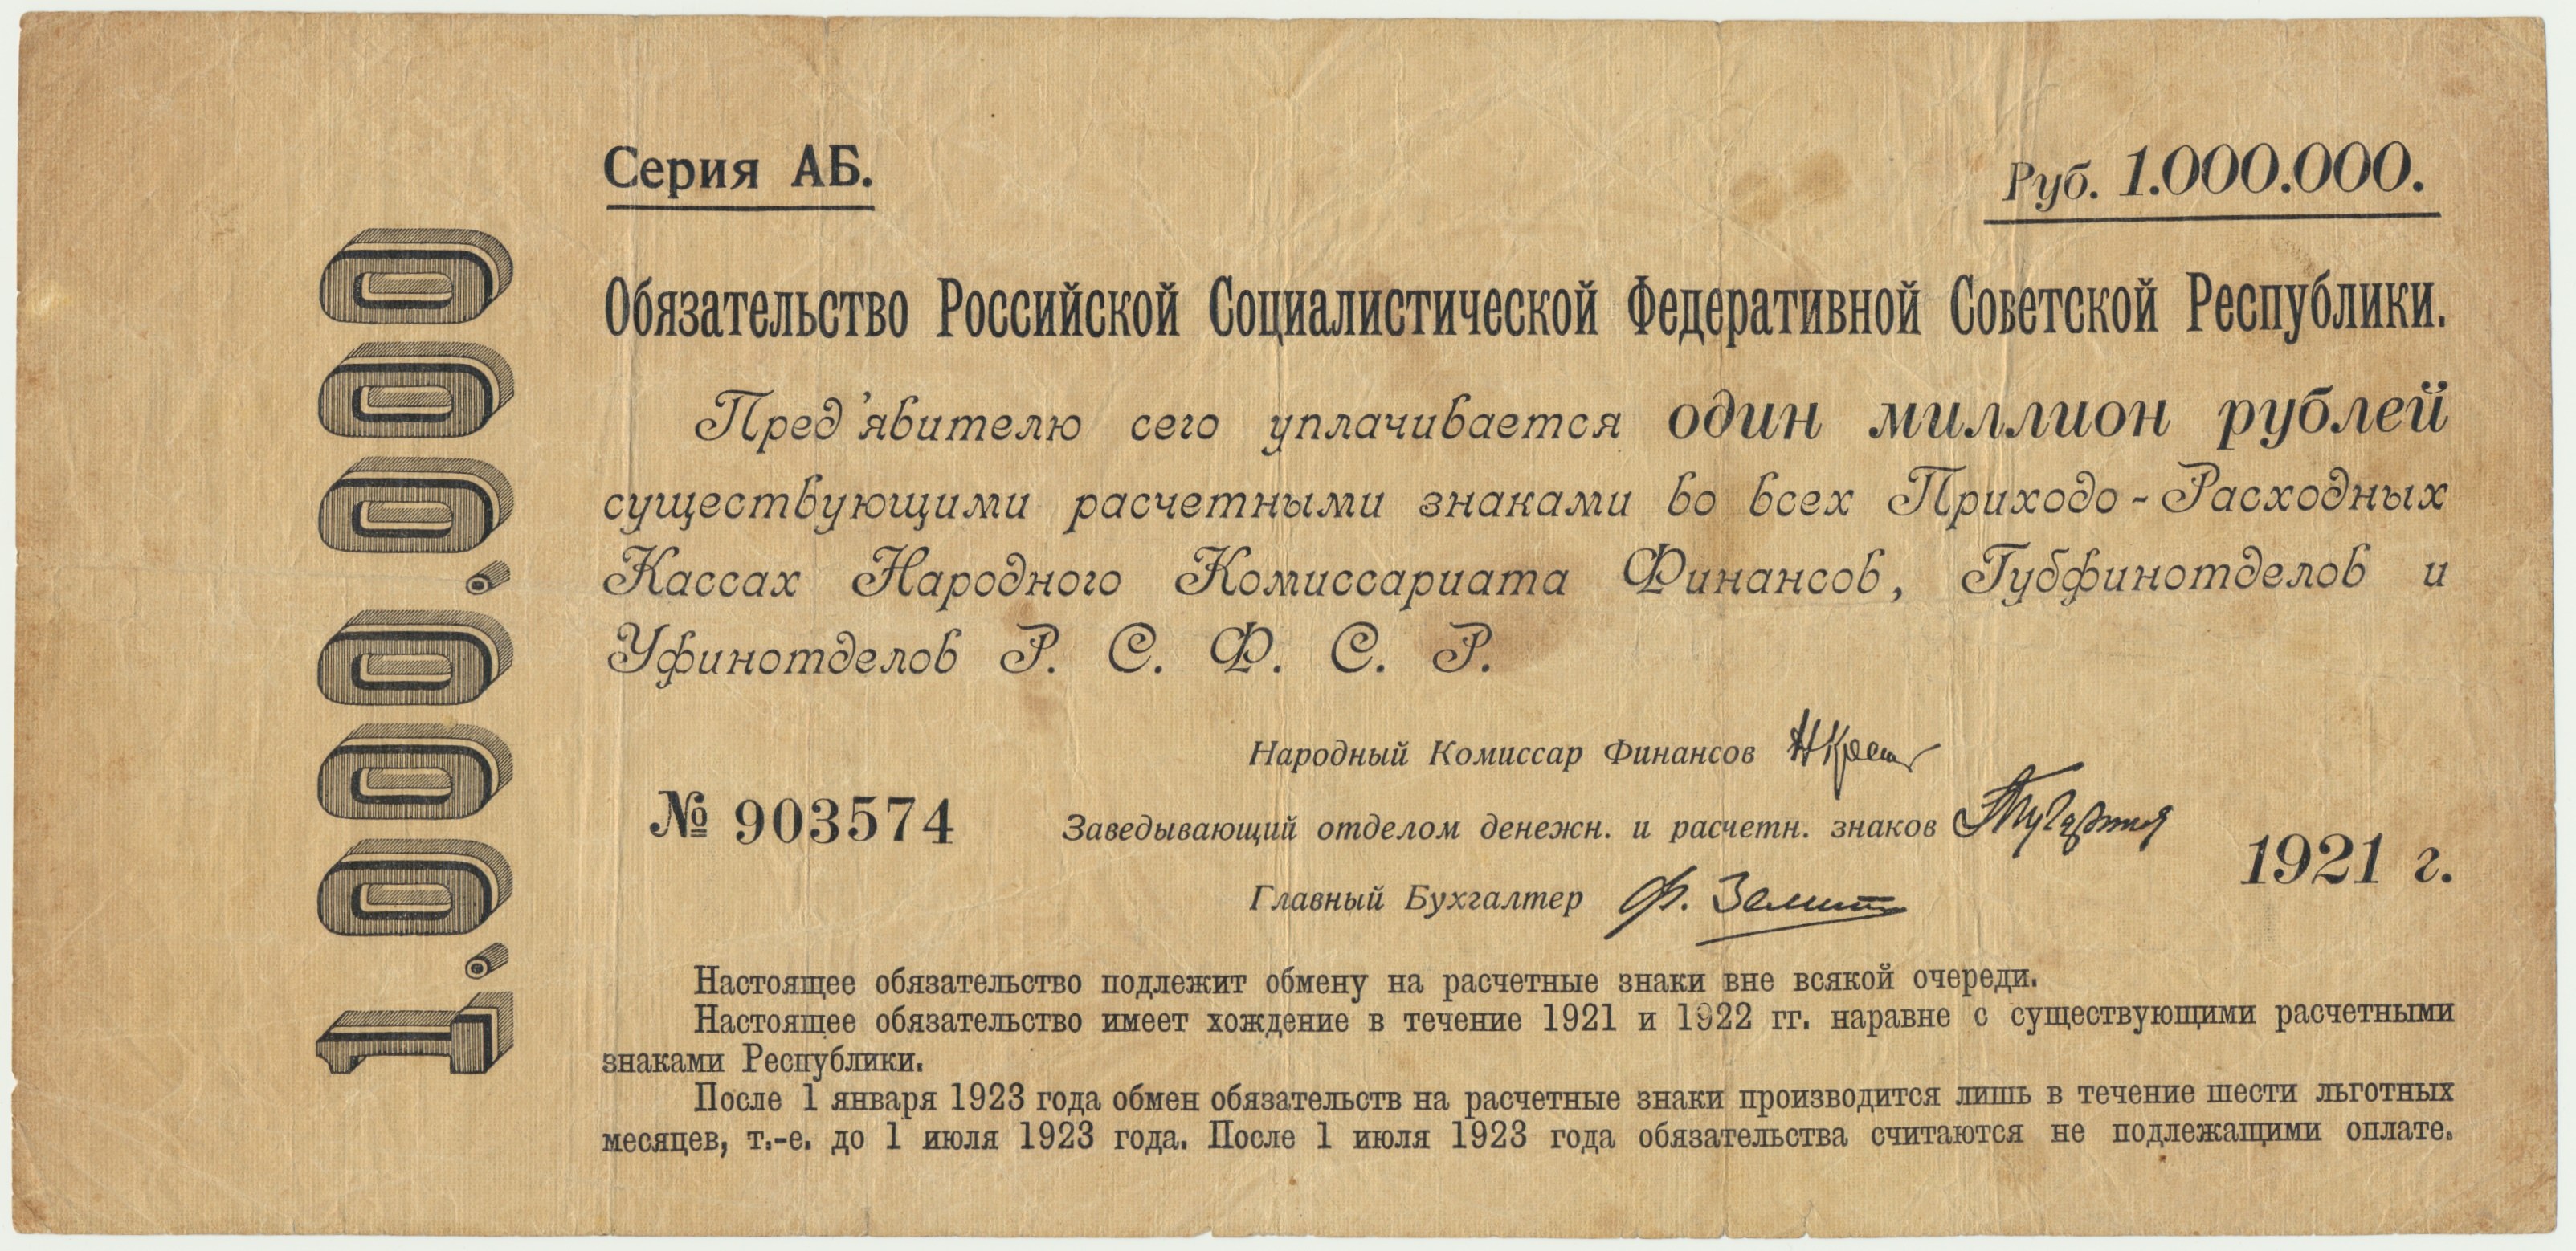 Серия АБ.
Руб. 1.000.000.
1.000.000
Обязательство Российской Социалистической Федеративной Советской Республики.
Пред'явителю сего уплачивается один миллион рублей
существующими расчетными знаками во всех Приходо-Расходных
Кассах Народного Комиссариата Финансов, Губфинотделов и
Уфинотделов Р. С. Ф. С. Р.
Народный Комиссар Финансов
№ 903574
Заведывающий отделом денежн. и расчетн. знаков
1921 г.
Главный Бухгалтер Ф.
Настоящее обязательство подлежит обмену на расчетные знаки вне всякой очереди.
Настоящее обязательство имеет хождение в течение 1921 и 1922 гг. наравне с существующими расчетными
знаками Республики.
После 1 января 1923 года обмен обязательств на расчетные знаки производится лишь в течение шести льготных
месяцев, т.-е. до 1 июля 1923 года. После 1 июля 1923 года обязательства считаются не подлежащими оплате.